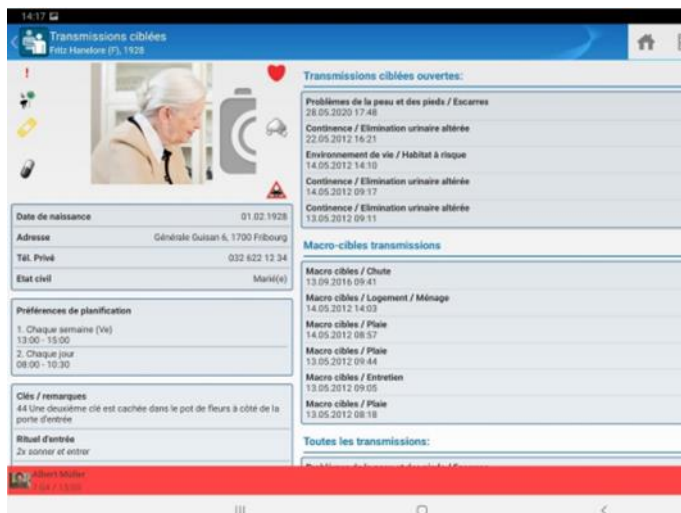 14:17
Transmissions ciblées
Fritz Hanelore (F), 1928
Date de naissance 01.02.1928
Adresse Générale Guisan 6, 1700 Fribourg
Tél. Privé 032 622 12 34
Etat civil Marié(e)
Préférences de planification
1. Chaque semaine (Ve)
13:00 - 15:00
2. Chaque jour
08:00 - 10:30
Clés / remarques
44 Une deuxième clé est cachée dans le pot de fleurs à côté de la
porte d'entrée
Rituel d'entrée
2x sonner et entrer
Transmissions ciblées ouvertes:
Problèmes de la peau et des pieds / Escarres
28.05.2020 17:48
Continence / Elimination urinaire altérée
22.05.2012 16:21
Environnement de vie / Habitat à risque
14.05.2012 14:10
Continence / Elimination urinaire altérée
14.05.2012 09:17
Continence / Elimination urinaire altérée
13.05.2012 09:11
Macro-cibles transmissions
Macro cibles / Chute
13.09.2016 09:41
Macro cibles / Logement / Ménage
14.05.2012 14:03
Macro cibles / Plaie
14.05.2012 08:57
Macro cibles / Plaie
13.05.2012 09:44
Macro cibles / Entretien
13.05.2012 09:05
Macro cibles / Plaie
13.05.2012 08:18
Toutes les transmissions:
Albert Müller